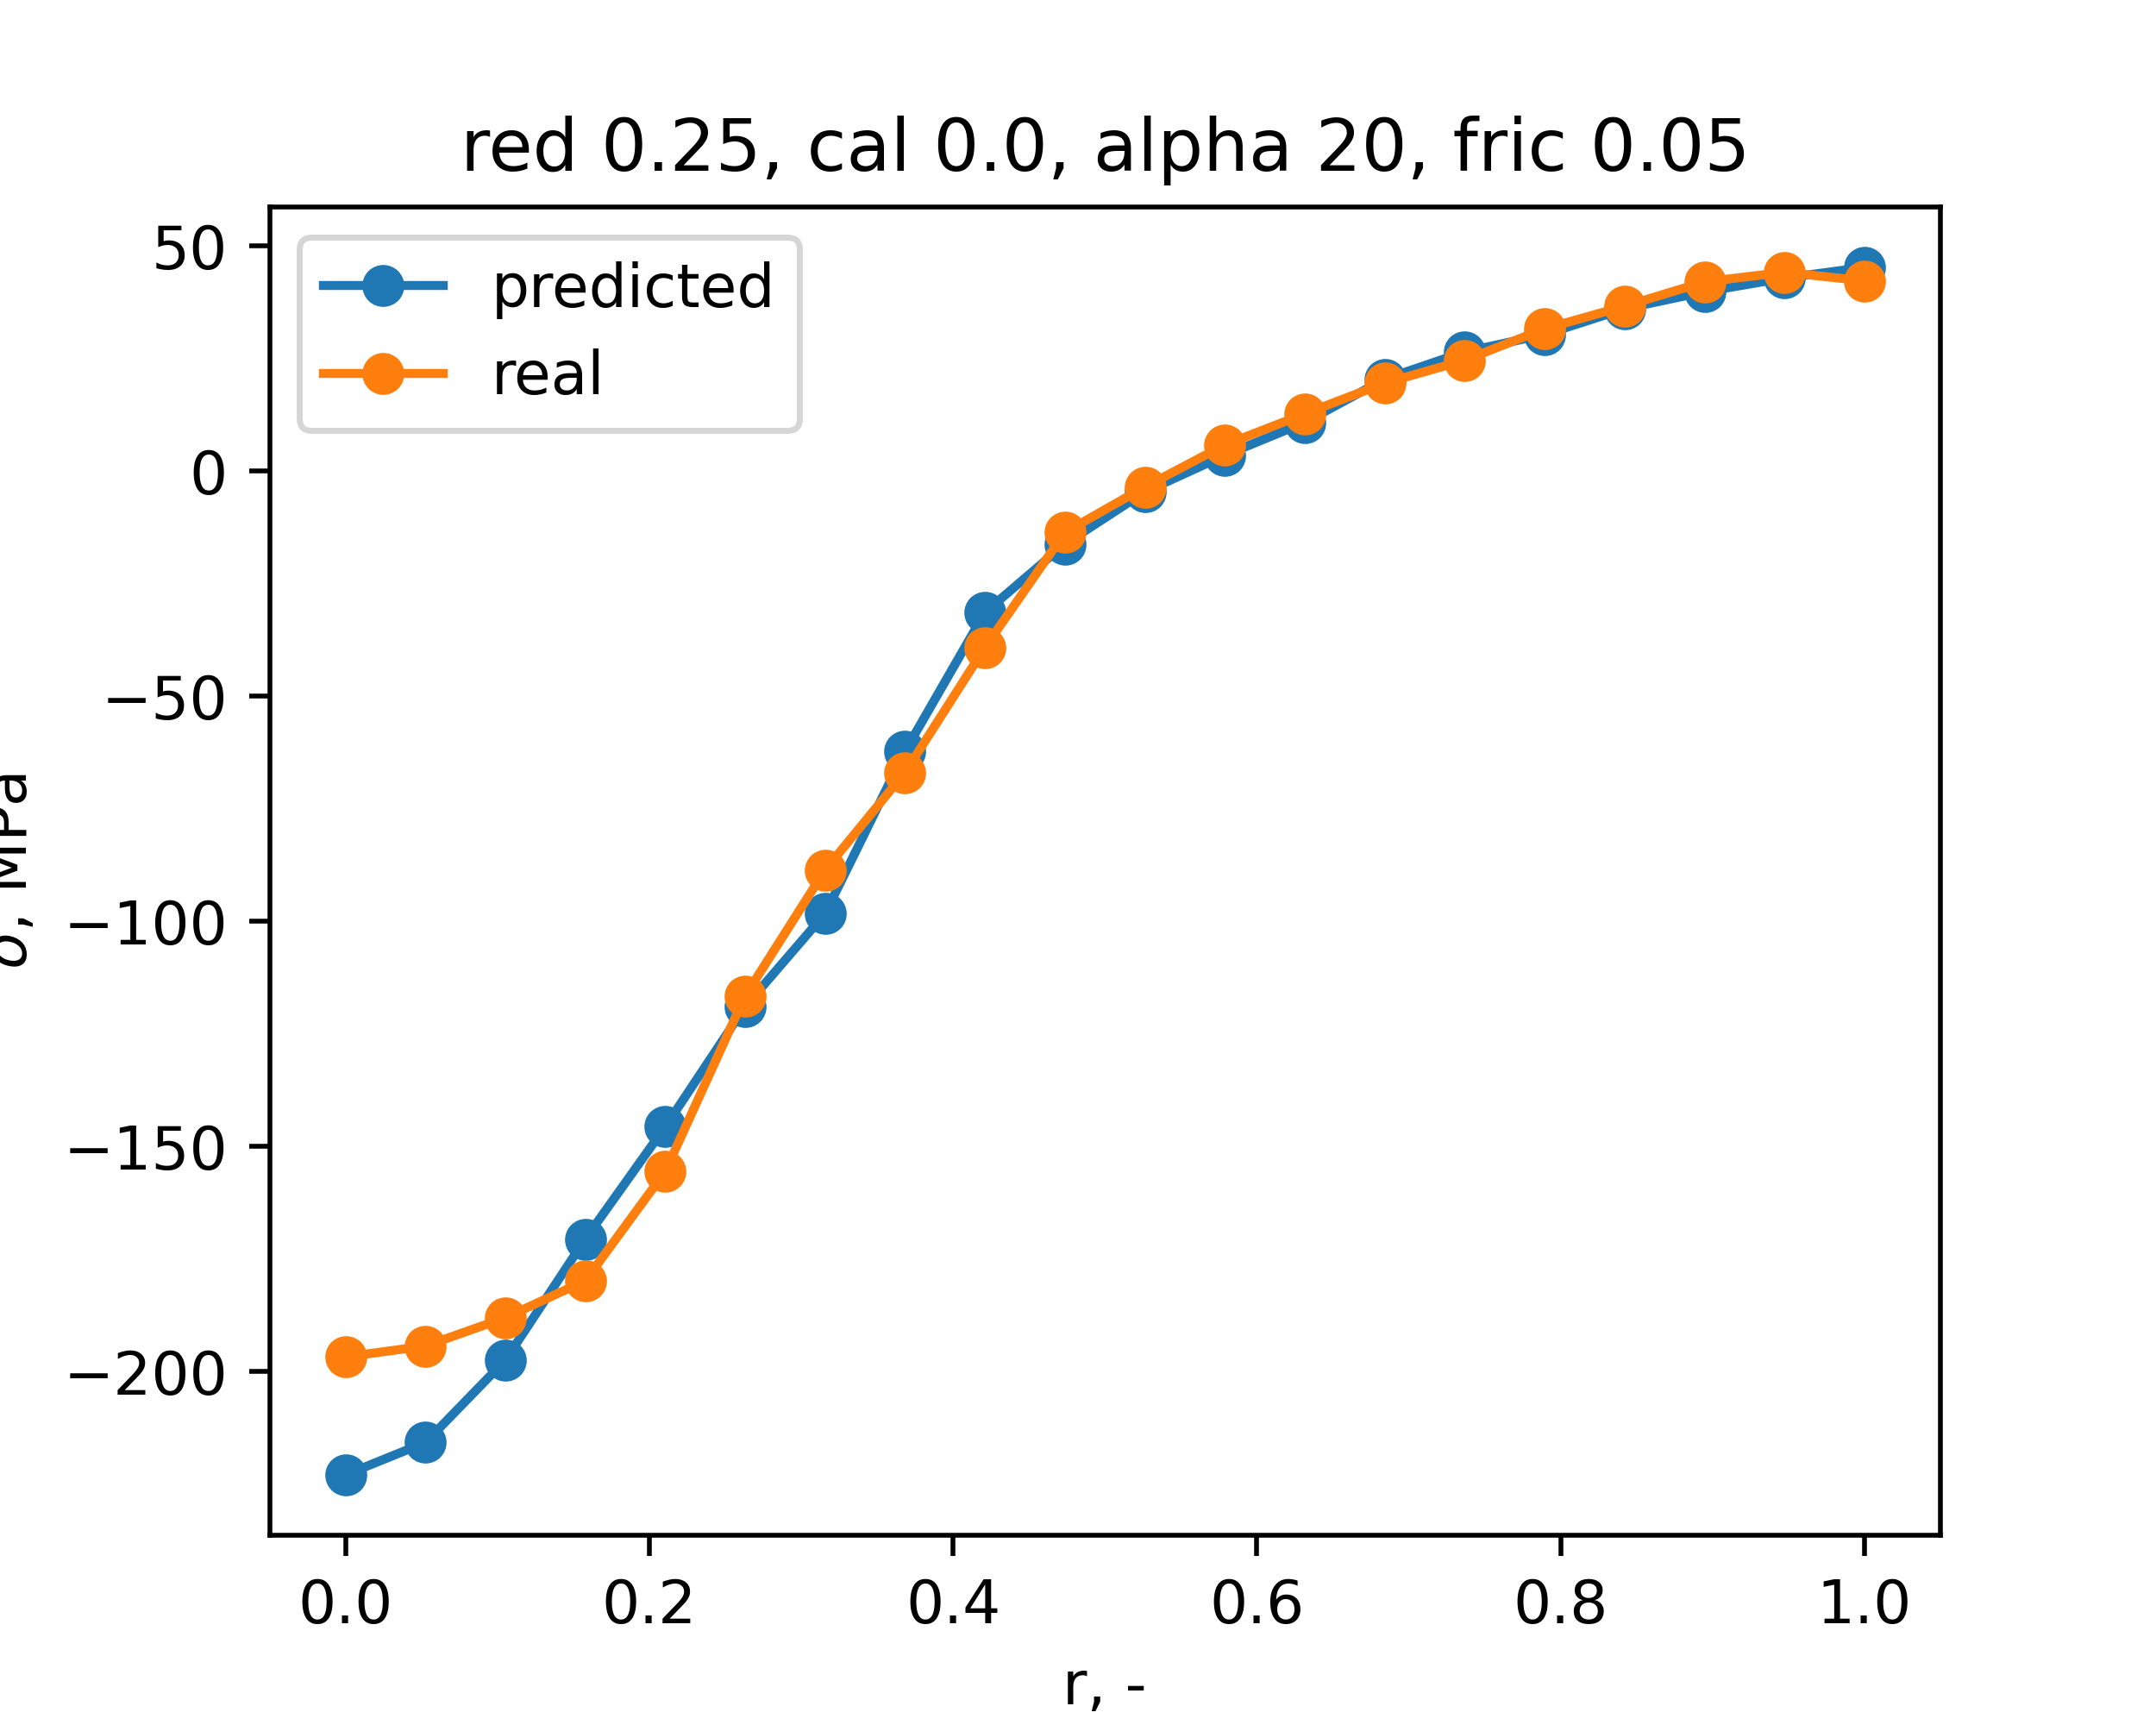 red 0.25, cal 0.0, alpha 20, fric 0.05
predicted
real
50
0
−50
−100
−150
−200
σ, MPa
0.0 0.2 0.4 0.6 0.8 1.0
r, -